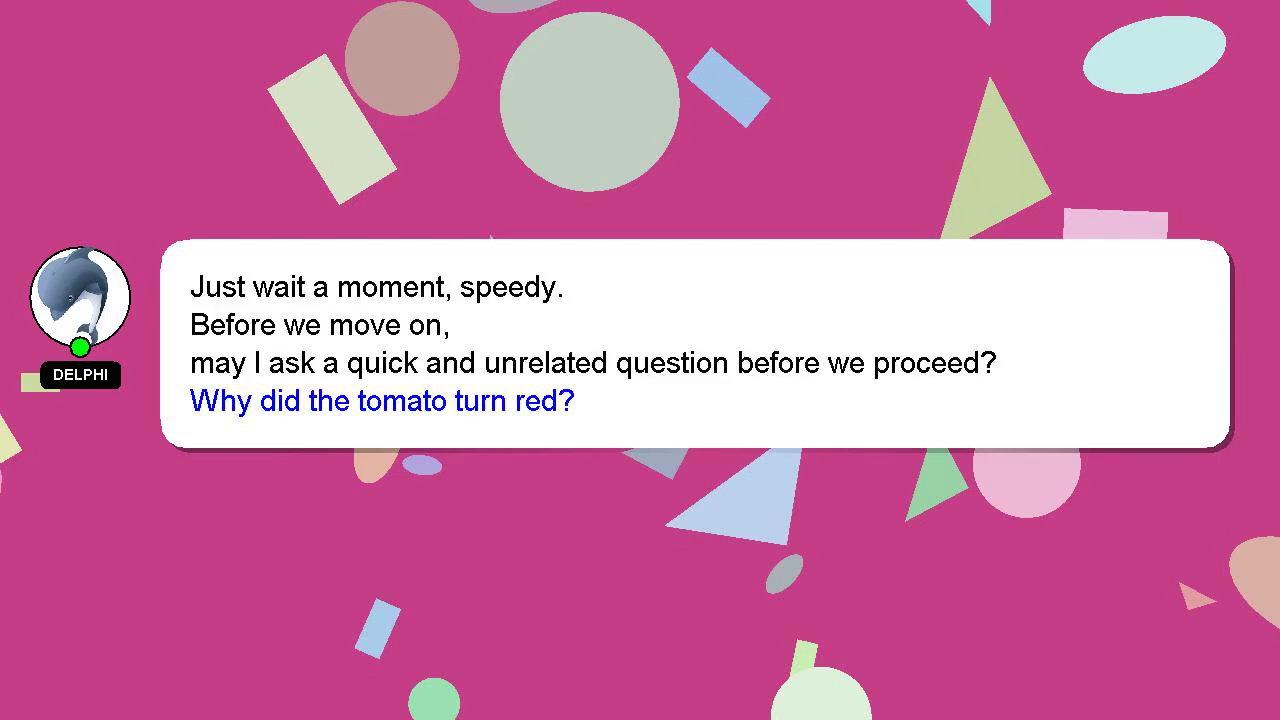 Just wait a moment, speedy.
Before we move on,
may I ask a quick and unrelated question before we proceed?
Why did the tomato turn red?
DELPHI